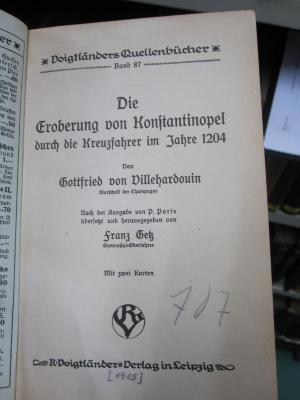 Voigtländers Quellenbücher
Band 87
Die
Eroberung von Konstantinopel
durch die Kreuzfahrer im Jahre 1204
Von
Gottfried von Villehardouin
Marschall der Champagne
Nach der Ausgabe von P. Paris
übersetzt und herausgegeben von
Franz Getz
Gymnasial-Oberlehrer
Mit zwei Karten
707
R. Voigtländers Verlag in Leipzig
[1915]